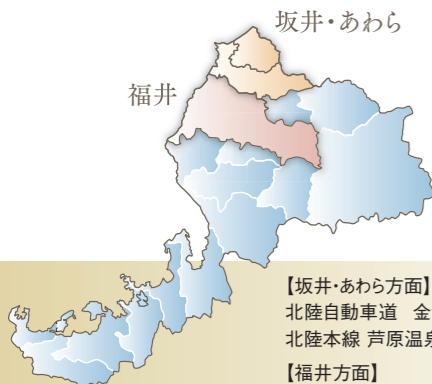 坂井・あわら
福井
【坂井・あわら方面】
北陸自動車道 金
北陸本線 芦原温泉
【福井方面】